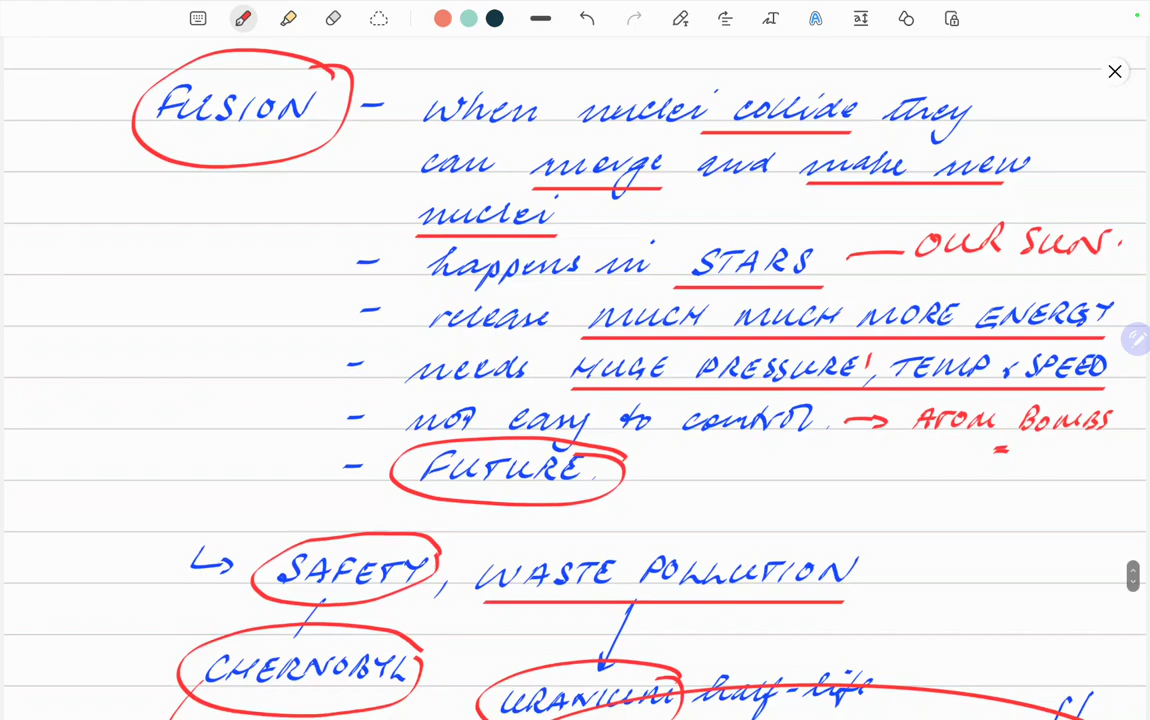 FUSION - when nuclei collide they
can merge and make new
nuclei
- happens in STARS — OUR SUN.
- release MUCH MUCH MORE ENERGY
- needs HUGE PRESSURE, TEMP & SPEED
- not easy to control. → ATOM BOMBS
- FUTURE.
↳ SAFETY, WASTE POLLUTION
CHERNOBYL
URANIUM half-life